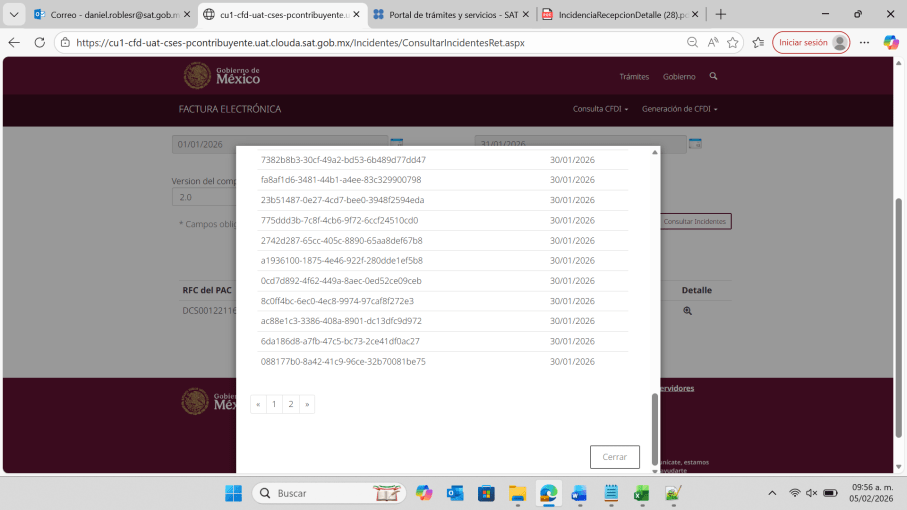 Correo - daniel.roblesr@sat.gob.m
cu1-cfd-uat-cses-pcontribuyente.u
Portal de trámites y servicios - SAT
IncidenciaRecepcionDetalle (28).p
https://cu1-cfd-uat-cses-pcontribuyente.uat.clouda.sat.gob.mx/Incidentes/ConsultarIncidentesRet.aspx
Iniciar sesión
Gobierno de
México
Trámites
Gobierno
FACTURA ELECTRÓNICA
Consulta CFDI
Generación de CFDI
01/01/2026
31/01/2026
Version del comp
2.0
* Campos oblig
Consultar Incidentes
RFC del PAC
Detalle
DCS00122116
7382b8b3-30cf-49a2-bd53-6b489d77dd47 30/01/2026
fa8af1d6-3481-44b1-a4ee-83c329900798 30/01/2026
23b51487-0e27-4cd7-bee0-3948f2594eda 30/01/2026
775ddd3b-7c8f-4cb6-9f72-6ccf24510cd0 30/01/2026
2742d287-65cc-405c-8890-65aa8def67b8 30/01/2026
a1936100-1875-4e46-922f-280dde1ef5b8 30/01/2026
0cd7d892-4f62-449a-8aec-0ed52ce09ceb 30/01/2026
8c0ff4bc-6ec0-4ec8-9974-97caf8f272e3 30/01/2026
ac88e1c3-3386-408a-8901-dc13dfc9d972 30/01/2026
6da186d8-a7fb-47c5-bc73-2ce41df0ac27 30/01/2026
088177b0-8a42-41c9-96ce-32b70081be75 30/01/2026
« 1 2 »
Cerrar
Gobie
Méx
ervidores
unícate, estamos
yudarte
Buscar
09:56 a. m.
05/02/2026